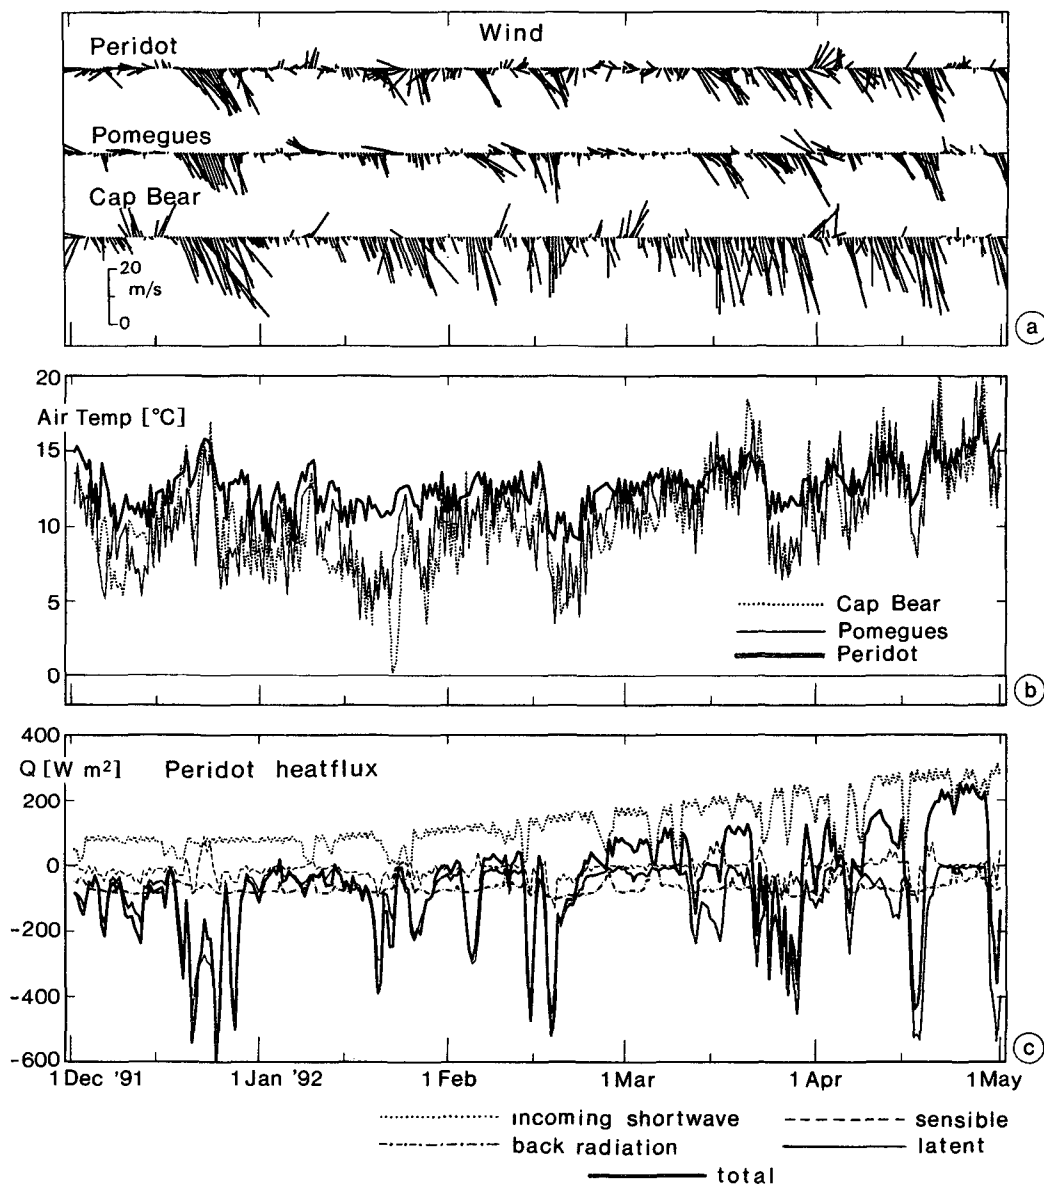 Wind
Peridot
Pomegues
Cap Bear
20
m/s
0
a
20
Air Temp [°C]
15
10
5
0
Cap Bear
Pomegues
Peridot
b
400
Q [W m²] Peridot heatflux
200
0
-200
-400
-600
c
1 Dec '91 1 Jan '92 1 Feb 1 Mar 1 Apr 1 May
incoming shortwave sensible
back radiation latent
total